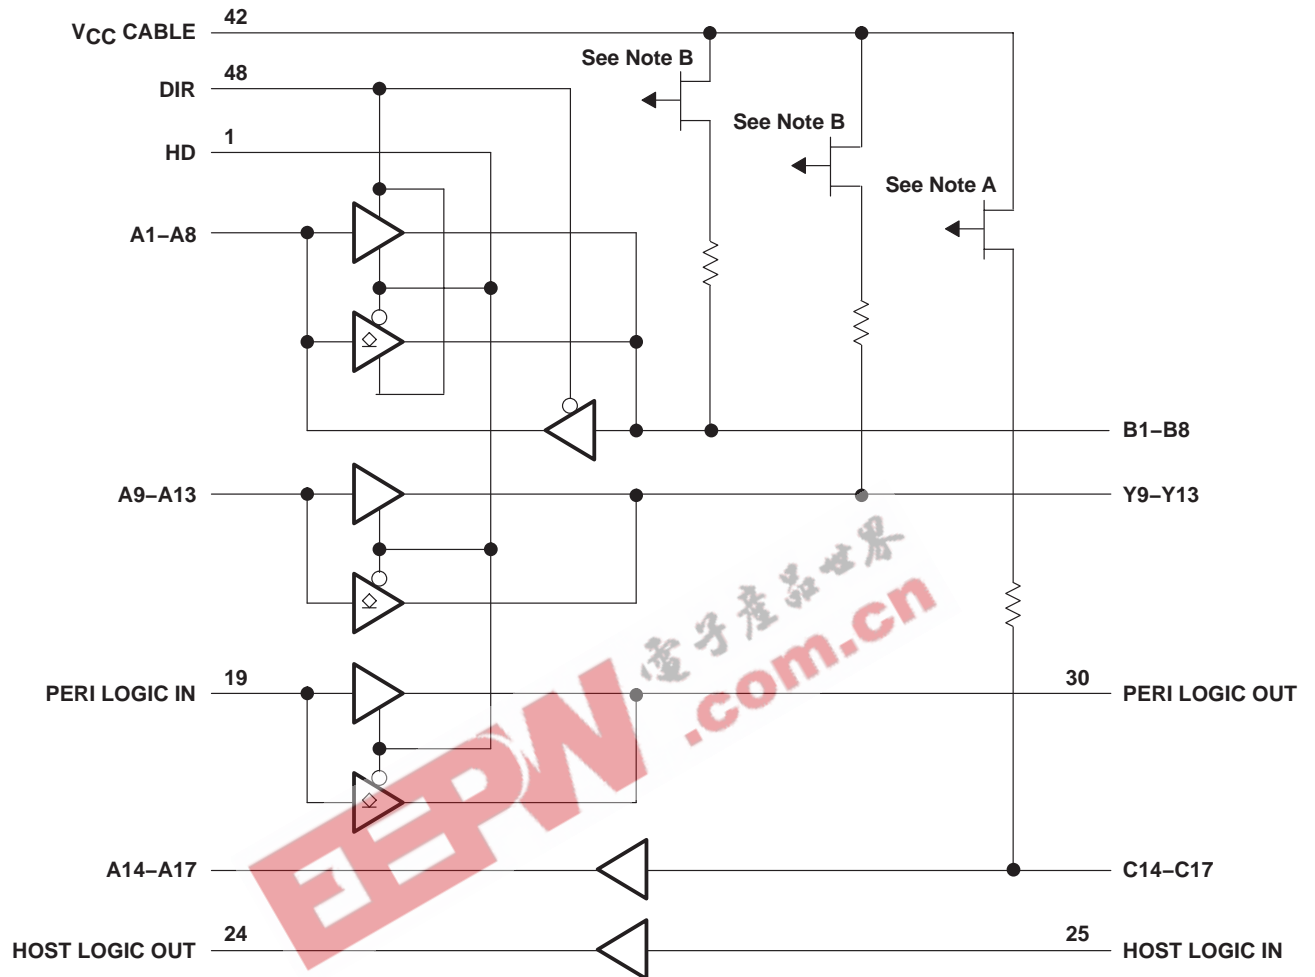 VCC CABLE 42
See Note B
DIR 48
See Note B
HD 1
See Note A
A1–A8
B1–B8
A9–A13
Y9–Y13
電子產品世界
.com.cn
EEPW
PERI LOGIC IN 19
30 PERI LOGIC OUT
A14–A17
C14–C17
HOST LOGIC OUT 24
25 HOST LOGIC IN